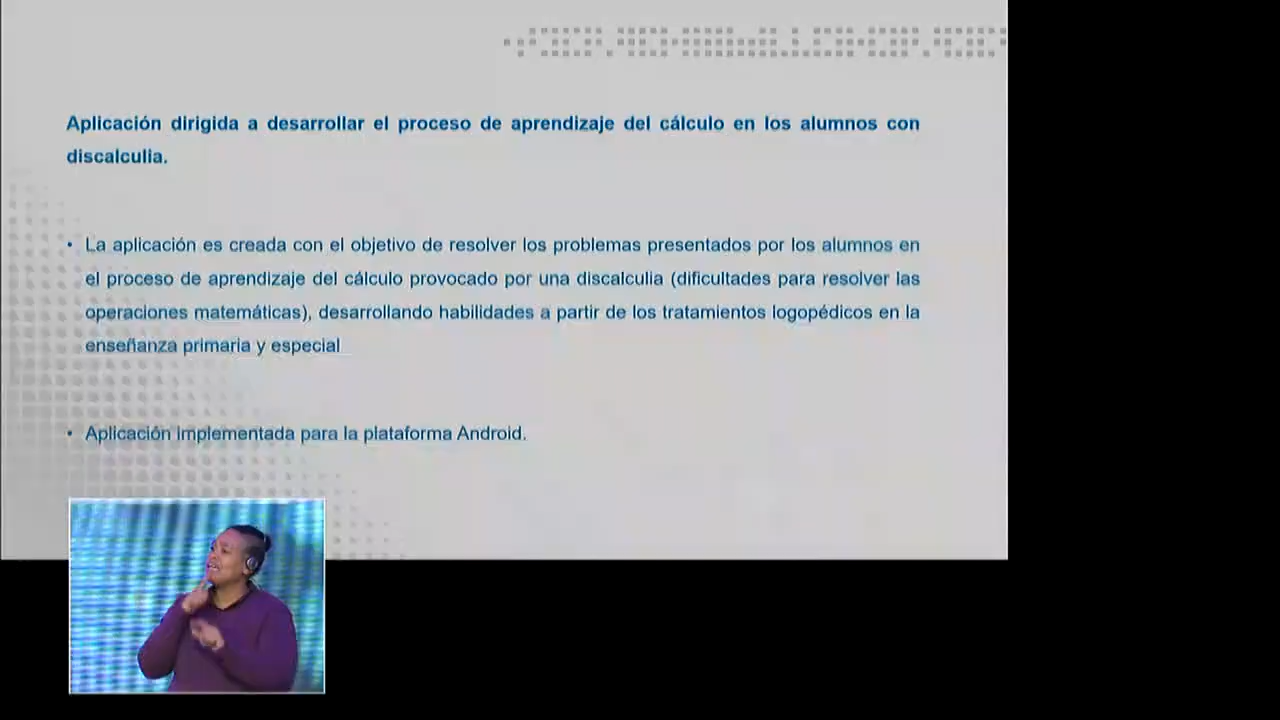 Aplicación dirigida a desarrollar el proceso de aprendizaje del cálculo en los alumnos con
discalculia.
• La aplicación es creada con el objetivo de resolver los problemas presentados por los alumnos en
el proceso de aprendizaje del cálculo provocado por una discalculia (dificultades para resolver las
operaciones matemáticas), desarrollando habilidades a partir de los tratamientos logopédicos en la
enseñanza primaria y especial
• Aplicación implementada para la plataforma Android.